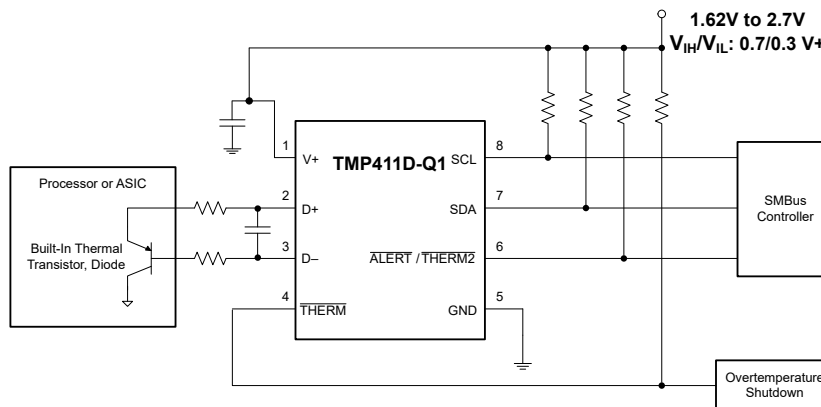 1.62V to 2.7V
VIH/VIL: 0.7/0.3 V+
TMP411D-Q1
1
V+
SCL
8
Processor or ASIC
2
D+
SDA
7
SMBus
Controller
Built-In Thermal
Transistor, Diode
3
D–
ALERT / THERM2
6
4
THERM
GND
5
Overtemperature
Shutdown